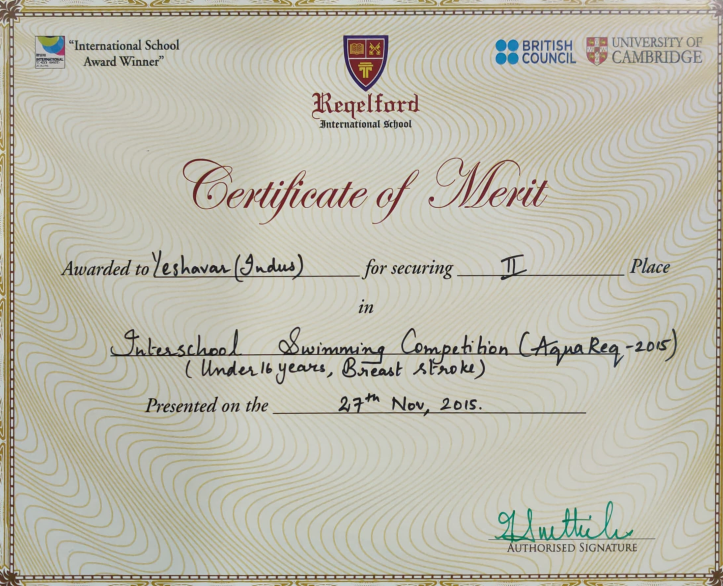 "International School
Award Winner"
BRITISH
COUNCIL
UNIVERSITY OF
CAMBRIDGE
Reqelford
International School
Certificate of Merit
Awarded to Yeshavar (Indus) for securing II Place
in
Interschool Swimming Competition (AquaReq-2015)
(Under 16 years, Breast stroke)
Presented on the 27th Nov, 2015.
AUTHORISED SIGNATURE